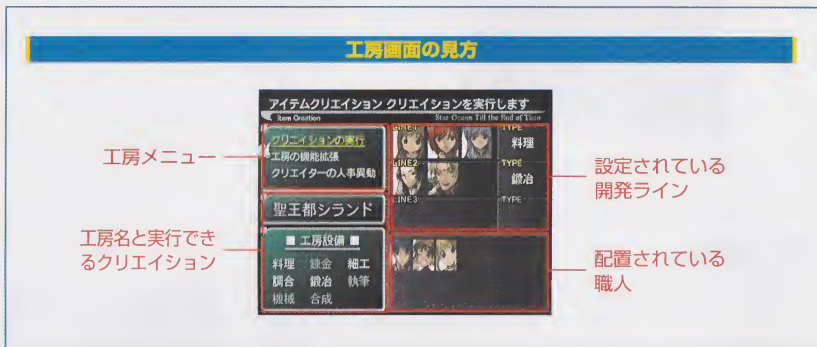 工房画面の見方
アイテムクリエイション クリエイションを実行します
Item Creation
Star Ocean Till the End of Time
クリエイションの実行
工房の機能拡張
クリエイターの人事異動
聖王都シランド
■ 工房設備 ■
料理 錬金 細工
調合 鍛冶 執筆
機械 合成
LINE1
TYPE
料理
LINE2
TYPE
鍛冶
LINE3
TYPE
工房メニュー
工房名と実行でき
るクリエイション
設定されている
開発ライン
配置されている
職人